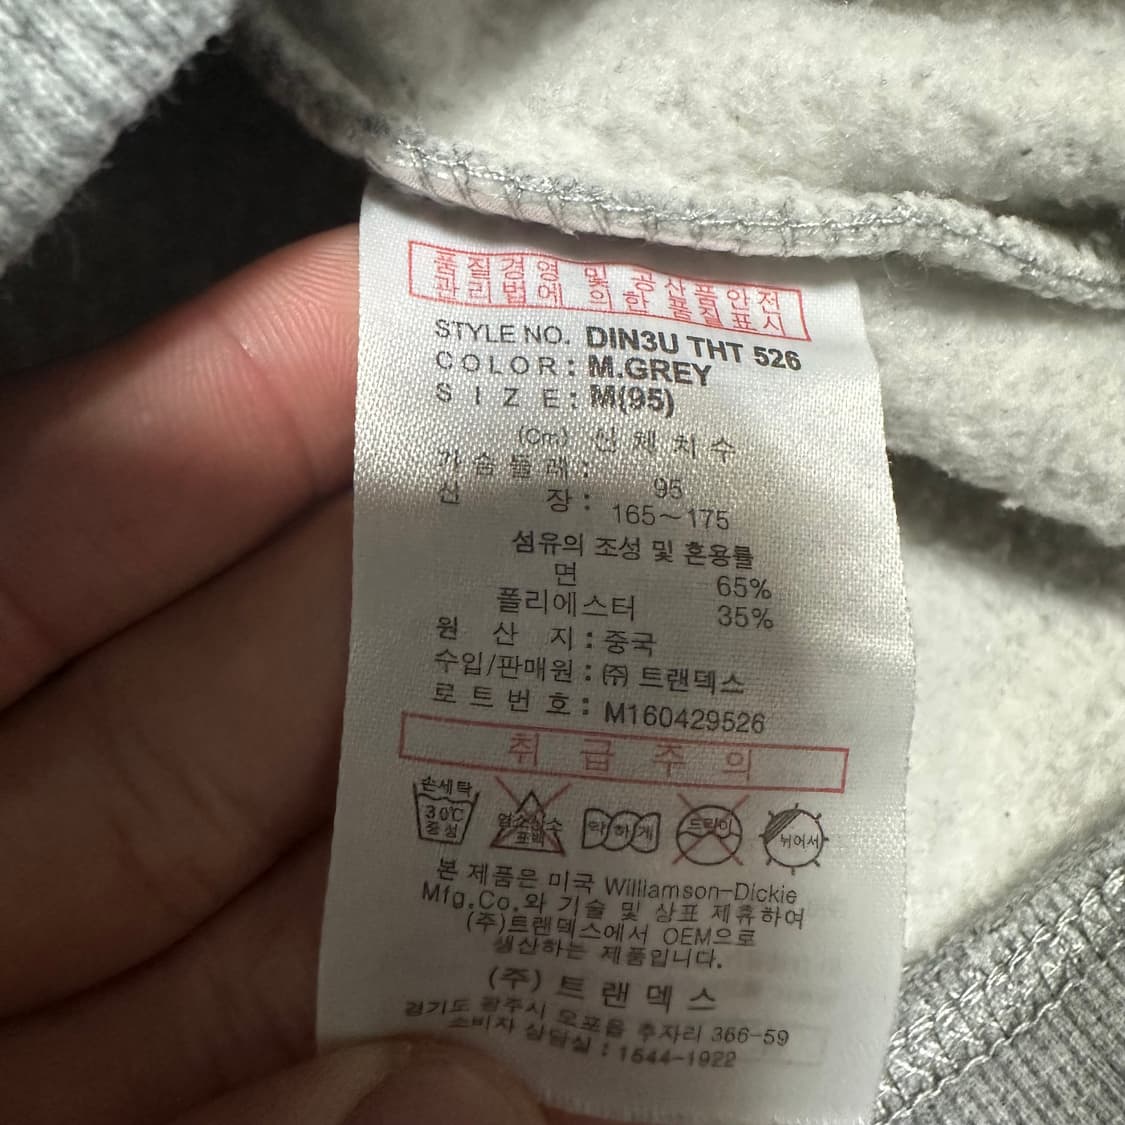 품질경영 및 공산품안전
관리법에 의한 품질표시
STYLE NO. DIN3U THT 526
COLOR: M.GREY
SIZE: M(95)
(Cm) 신체치수
가슴둘레: 95
신 장: 165~175
섬유의 조성 및 혼용률
면 65%
폴리에스터 35%
원 산 지: 중국
수입/판매원: ㈜ 트랜덱스
로트번호: M160429526
취급주의
손세탁
30℃
중성
염소산소
표백
약하게
드라이
뉘어서
본 제품은 미국 Williamson-Dickie
Mfg.Co.와 기술 및 상표 제휴하여
(주)트랜덱스에서 OEM으로
생산하는 제품입니다.
(주)트랜덱스
경기도 광주시 오포읍 추자리 366-59
소비자 상담실 : 1544-1922